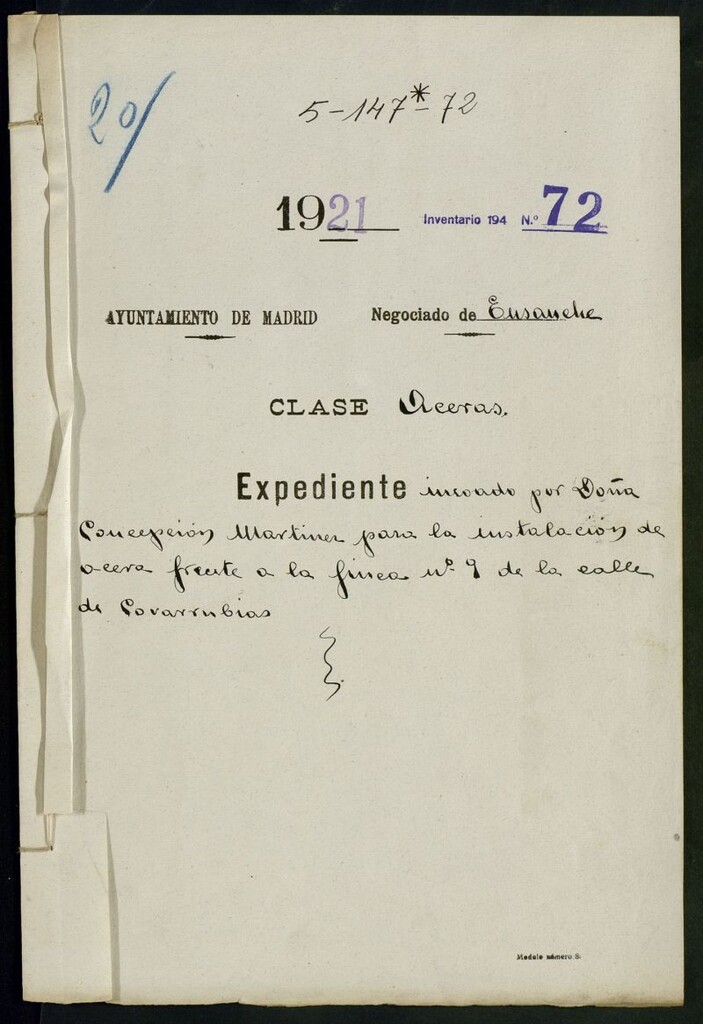 20/
5-147*-72
1921 Inventario 194 N.º 72
AYUNTAMIENTO DE MADRID Negociado de Ensanche
CLASE Aceras.
Expediente incoado por Doña
Concepción Martinez para la instalación de
acera frente a la finca nº 9 de la calle
de Covarrubias
Modelo número 8.